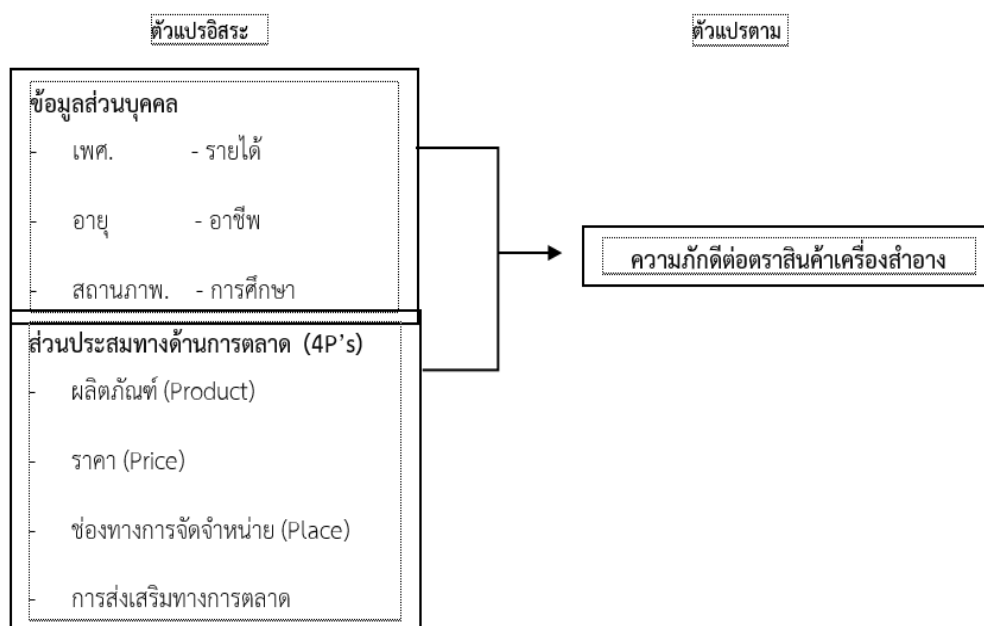 ตัวแปรอิสระ
ตัวแปรตาม
ข้อมูลส่วนบุคคล
- เพศ. - รายได้
- อายุ - อาชีพ
- สถานภาพ. - การศึกษา
ส่วนประสมทางด้านการตลาด (4P's)
- ผลิตภัณฑ์ (Product)
- ราคา (Price)
- ช่องทางการจัดจำหน่าย (Place)
- การส่งเสริมทางการตลาด
ความภักดีต่อตราสินค้าเครื่องสำอาง